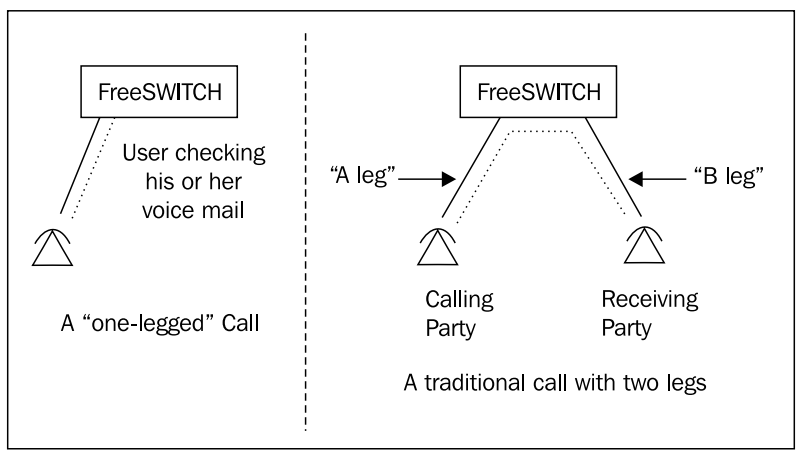 FreeSWITCH
User checking
his or her
voice mail
A “one-legged” Call
FreeSWITCH
“A leg”
“B leg”
Calling
Party
Receiving
Party
A traditional call with two legs